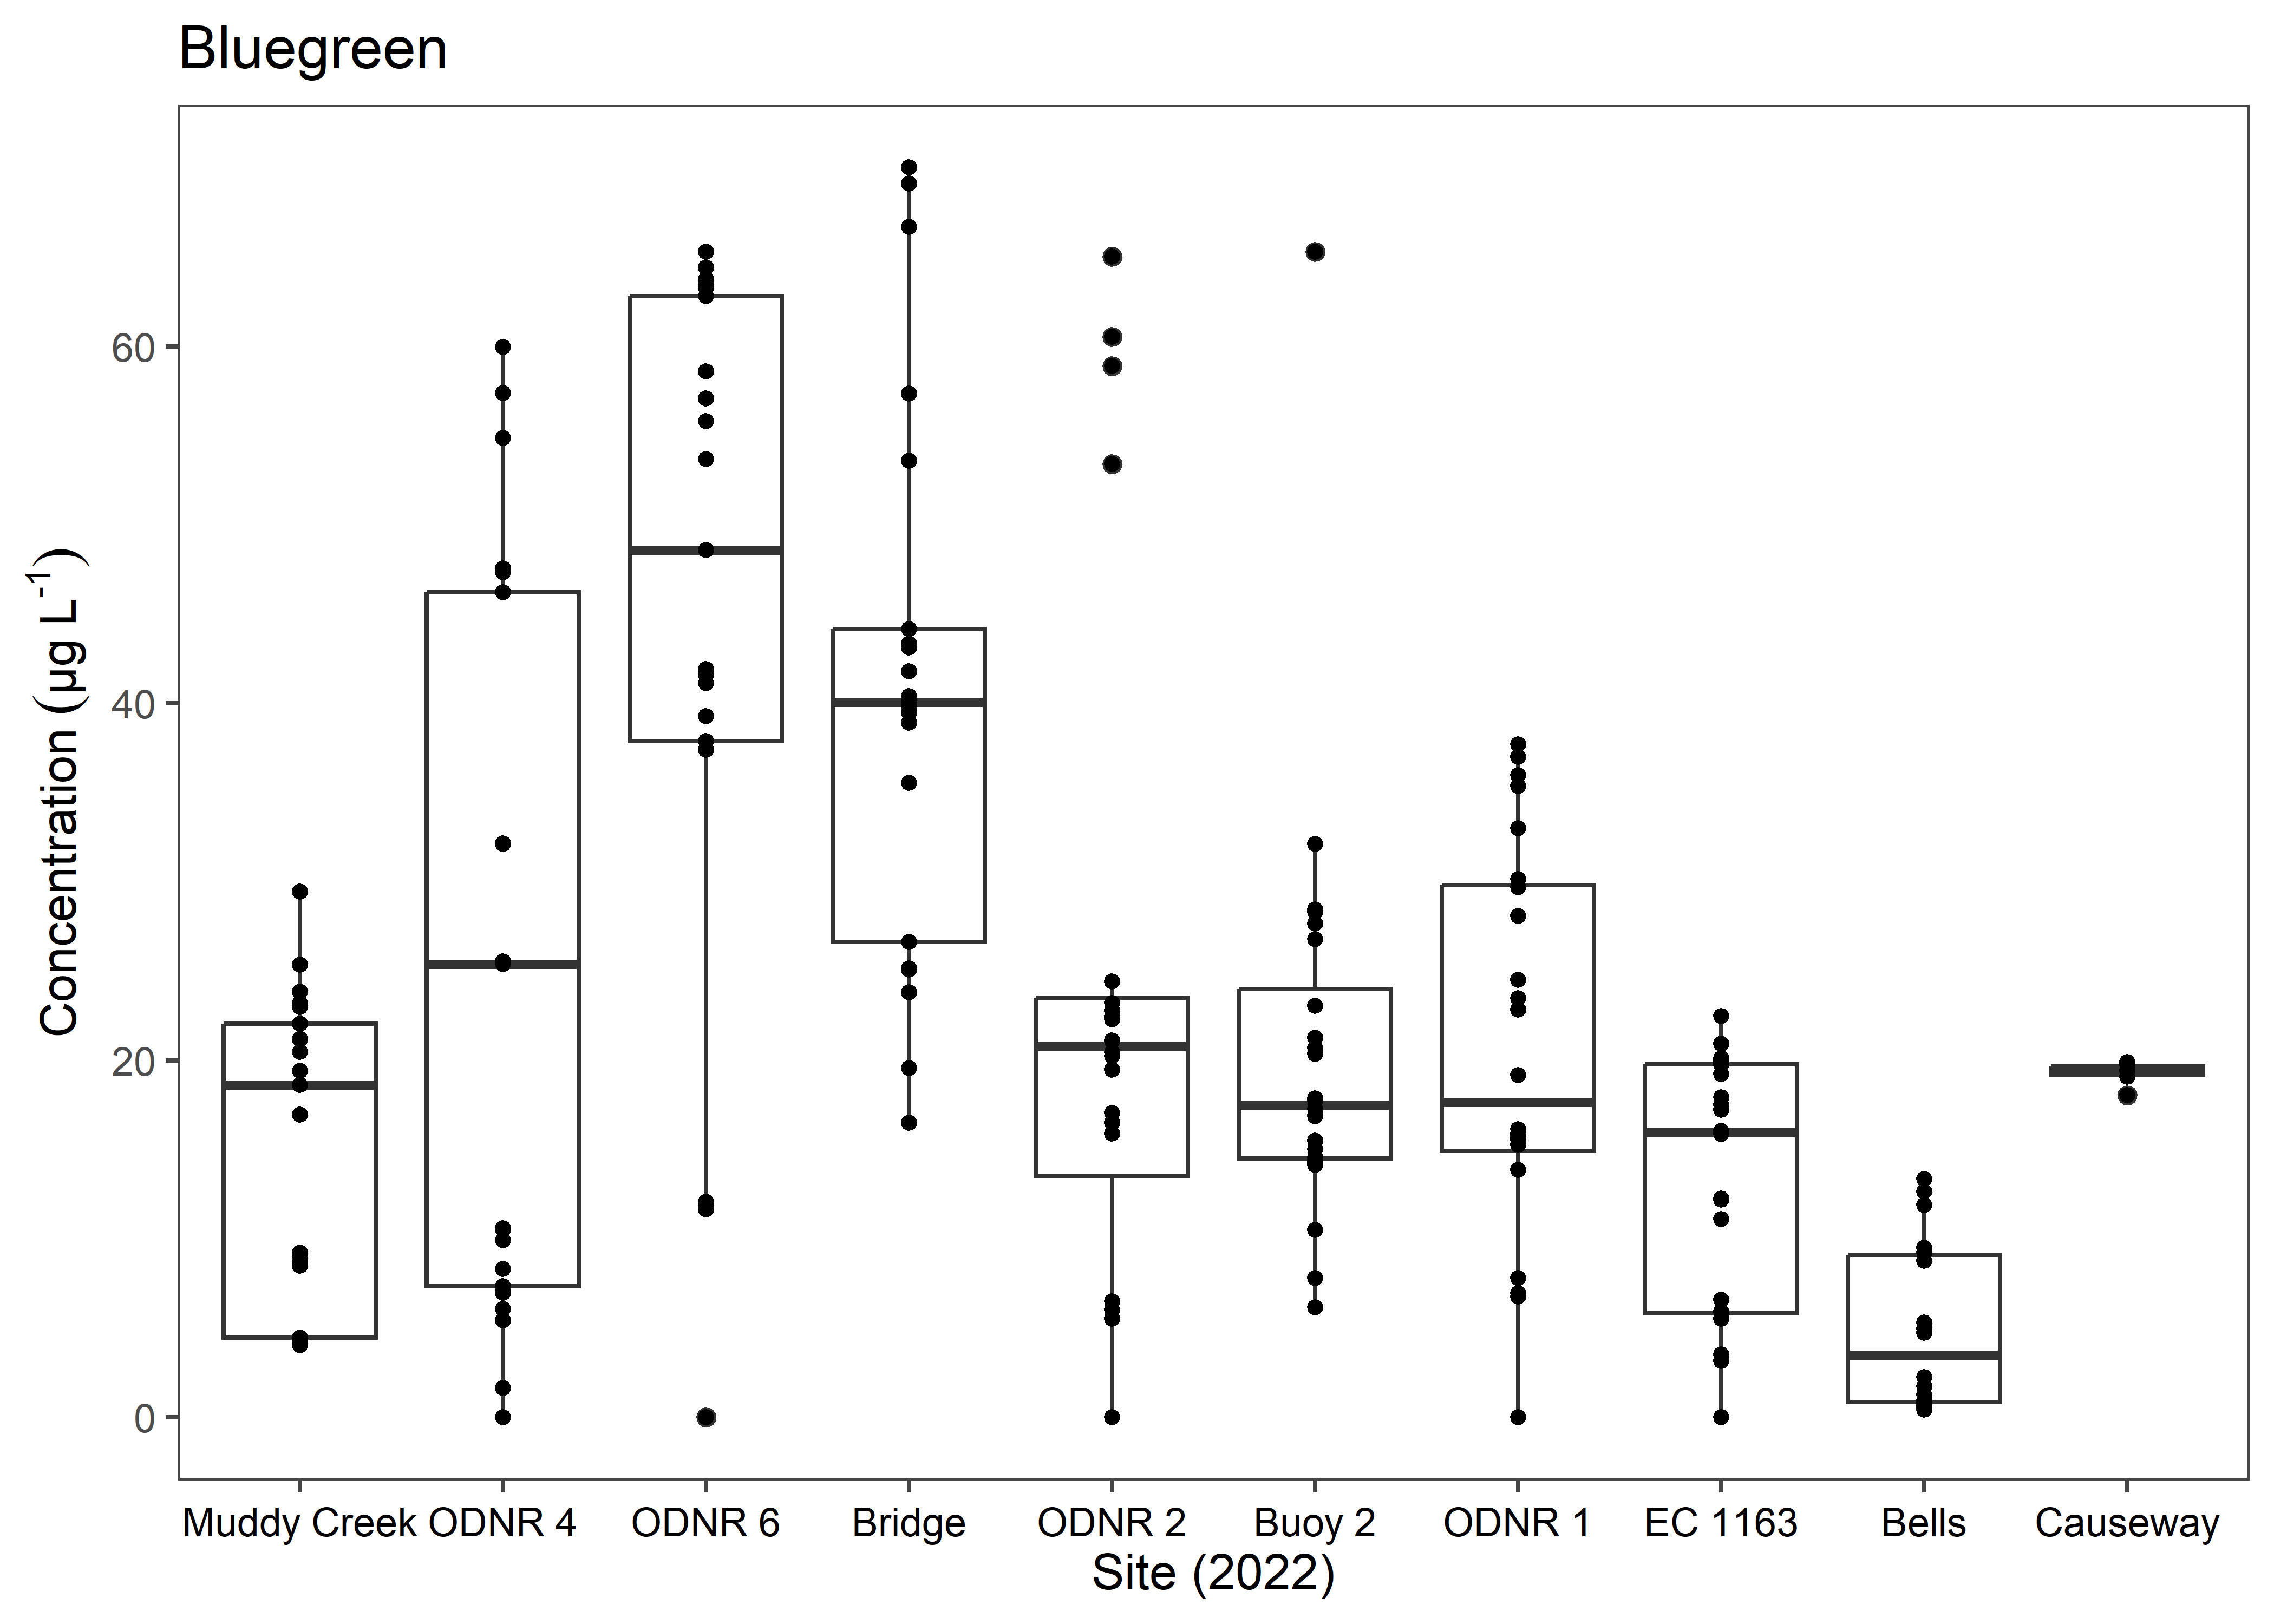 Bluegreen
Concentration (µg L⁻¹)
60
40
20
0
Muddy Creek ODNR 4 ODNR 6 Bridge ODNR 2 Buoy 2 ODNR 1 EC 1163 Bells Causeway
Site (2022)